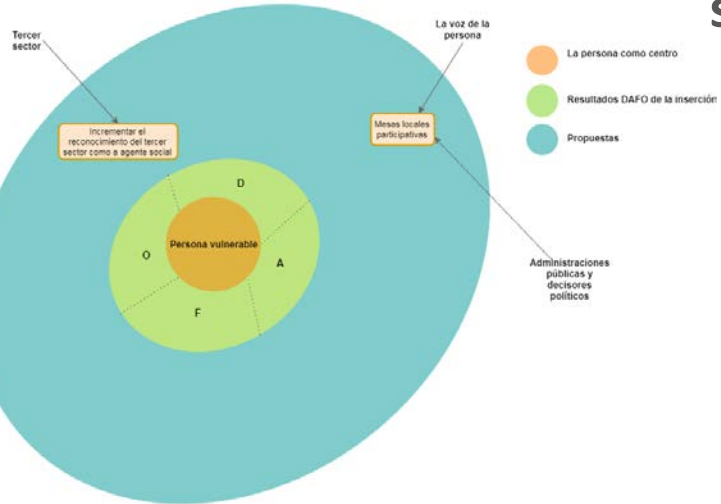 S
Tercer
sector
La voz de la
persona
La persona como centro
Resultados DAFO de la inserción
Propuestas
Incrementar el
reconocimiento del tercer
sector como a agente social
Mesas locales
participativas
D
O
A
F
Persona vulnerable
Administraciones
públicas y
decisores
políticos